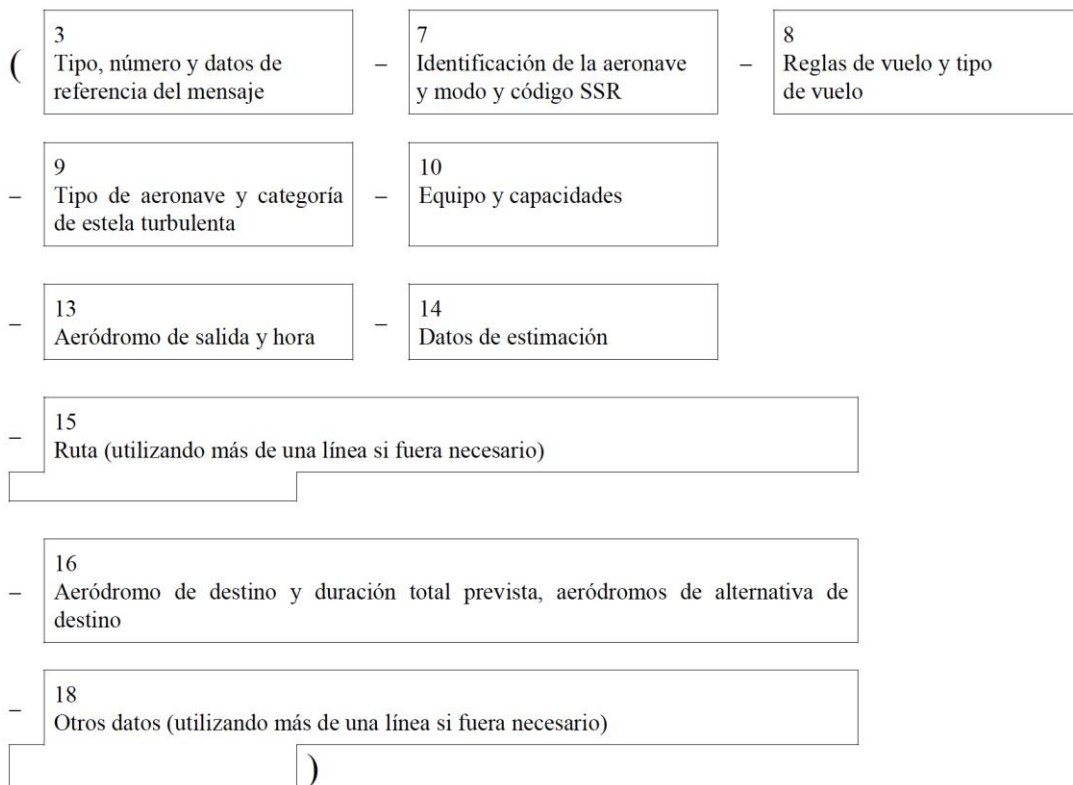 ( 3
Tipo, número y datos de
referencia del mensaje
– 7
Identificación de la aeronave
y modo y código SSR
– 8
Reglas de vuelo y tipo
de vuelo
– 9
Tipo de aeronave y categoría
de estela turbulenta
– 10
Equipo y capacidades
– 13
Aeródromo de salida y hora
– 14
Datos de estimación
– 15
Ruta (utilizando más de una línea si fuera necesario)
– 16
Aeródromo de destino y duración total prevista, aeródromos de alternativa de
destino
– 18
Otros datos (utilizando más de una línea si fuera necesario)
)